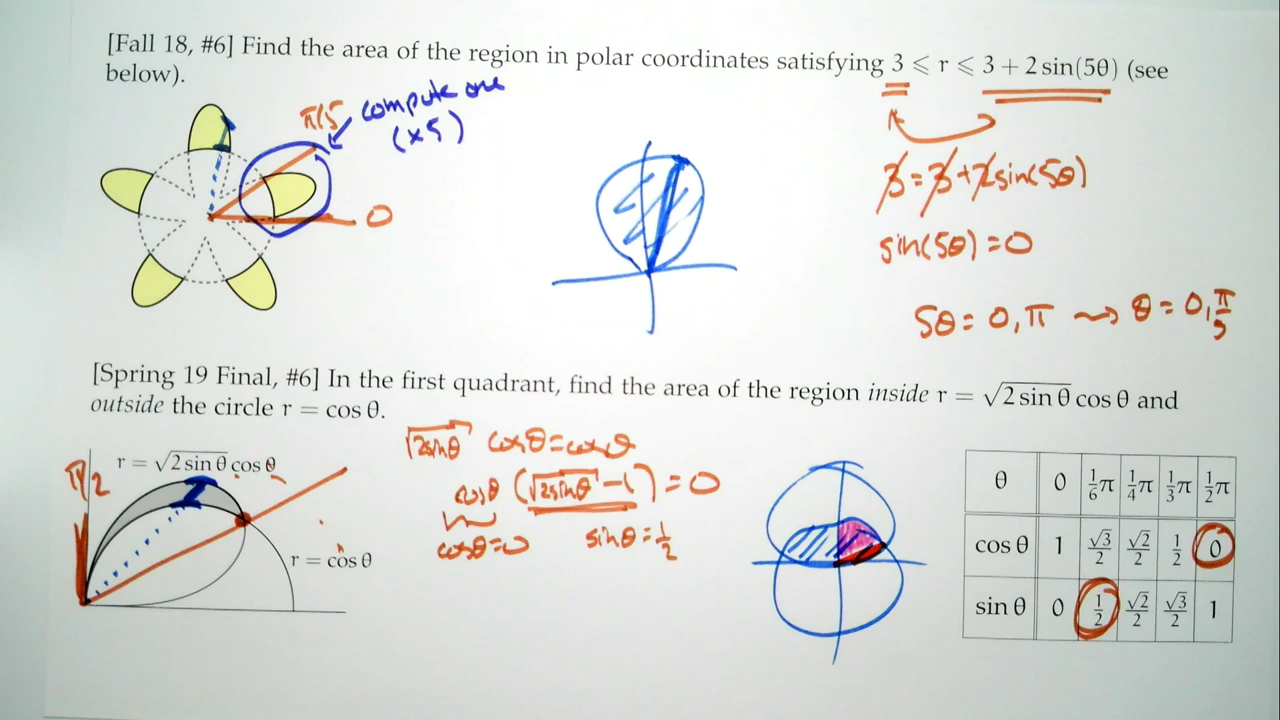 [Fall 18, #6] Find the area of the region in polar coordinates satisfying 3 ⩽ r ⩽ 3 + 2 sin(5θ) (see
below).
π/5
compute one
(×5)
0
3 = 3 + 2sin(5θ)
sin(5θ) = 0
5θ = 0, π ⇝ θ = 0, π/5
[Spring 19 Final, #6] In the first quadrant, find the area of the region inside r = √(2 sin θ) cos θ and
outside the circle r = cos θ.
π/2
r = √(2 sin θ) cos θ
r = cos θ
√(2sinθ) cosθ = cosθ
cosθ (√(2sinθ) − 1) = 0
cosθ = 0
sinθ = 1/2
θ 0 1/6π 1/4π 1/3π 1/2π
cos θ 1 √3/2 √2/2 1/2 0
sin θ 0 1/2 √2/2 √3/2 1